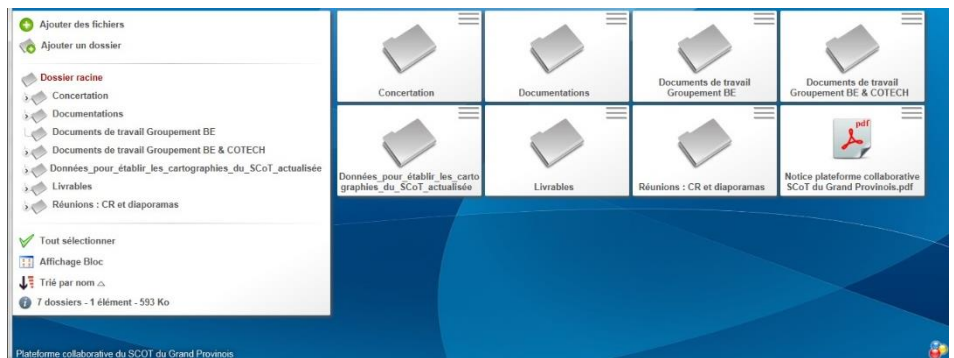 Ajouter des fichiers
Ajouter un dossier
Dossier racine
Concertation
Documentations
Documents de travail Groupement BE
Documents de travail Groupement BE & COTECH
Données_pour_établir_les_cartographies_du_SCoT_actualisée
Livrables
Réunions : CR et diaporamas
Tout sélectionner
Affichage Bloc
Trié par nom
7 dossiers - 1 élément - 593 Ko
Concertation
Documentations
Documents de travail
Groupement BE
Documents de travail
Groupement BE & COTECH
Données_pour_établir_les_carto
graphies_du_SCoT_actualisée
Livrables
Réunions : CR et diaporamas
pdf
Notice plateforme collaborative
SCoT du Grand Provinois.pdf
Plateforme collaborative du SCOT du Grand Provinois